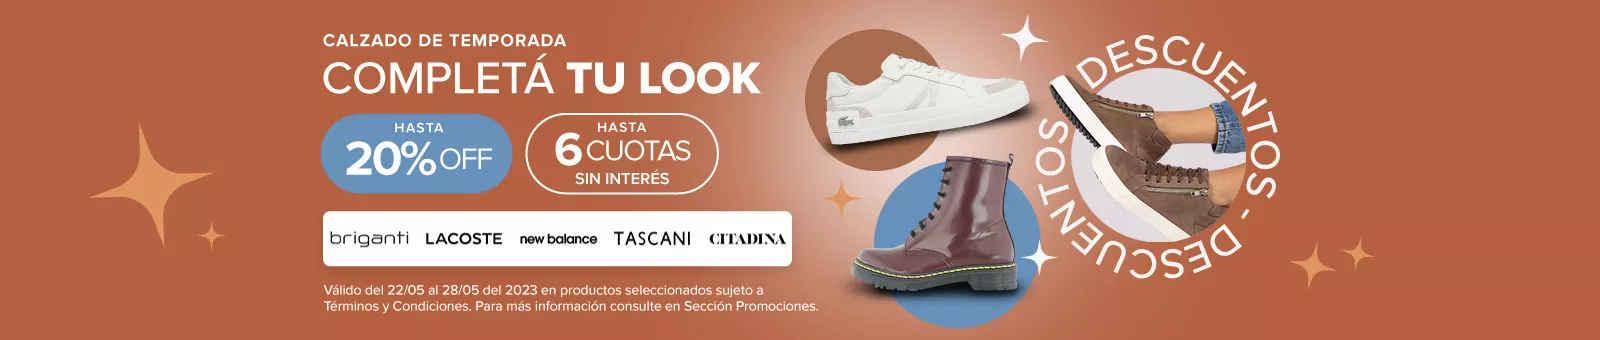 CALZADO DE TEMPORADA
COMPLETÁ TU LOOK
HASTA
20% OFF
HASTA
6 CUOTAS
SIN INTERÉS
briganti LACOSTE new balance TASCANI CITADINA
Válido del 22/05 al 28/05 del 2023 en productos seleccionados sujeto a
Términos y Condiciones. Para más información consulte en Sección Promociones.
DESCUENTOS - DESCUENTOS